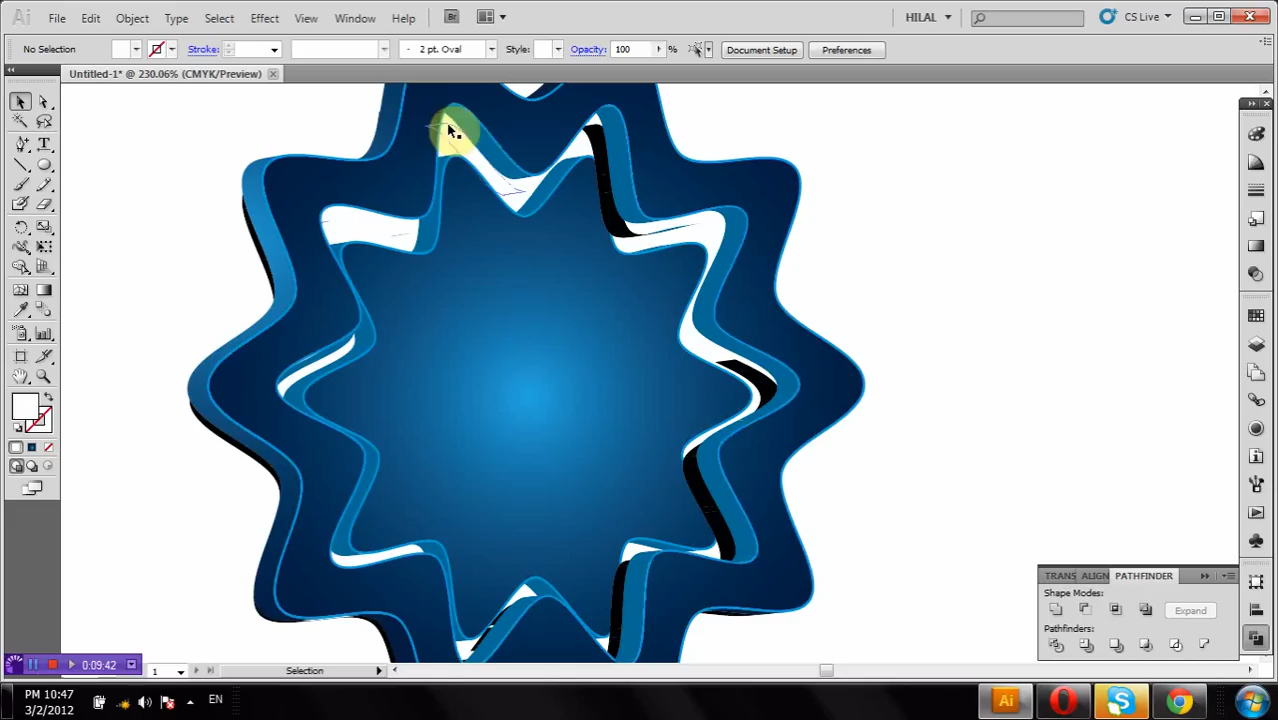 Ai File Edit Object Type Select Effect View Window Help Br HILAL CS Live
No Selection Stroke: 2 pt. Oval Style: Opacity: 100 % Document Setup Preferences
Untitled-1* @ 230.06% (CMYK/Preview)
TRANS ALIGN PATHFINDER
Shape Modes:
Expand
Pathfinders:
0:09:42 1 Selection
PM 10:47
3/2/2012
EN
Ai